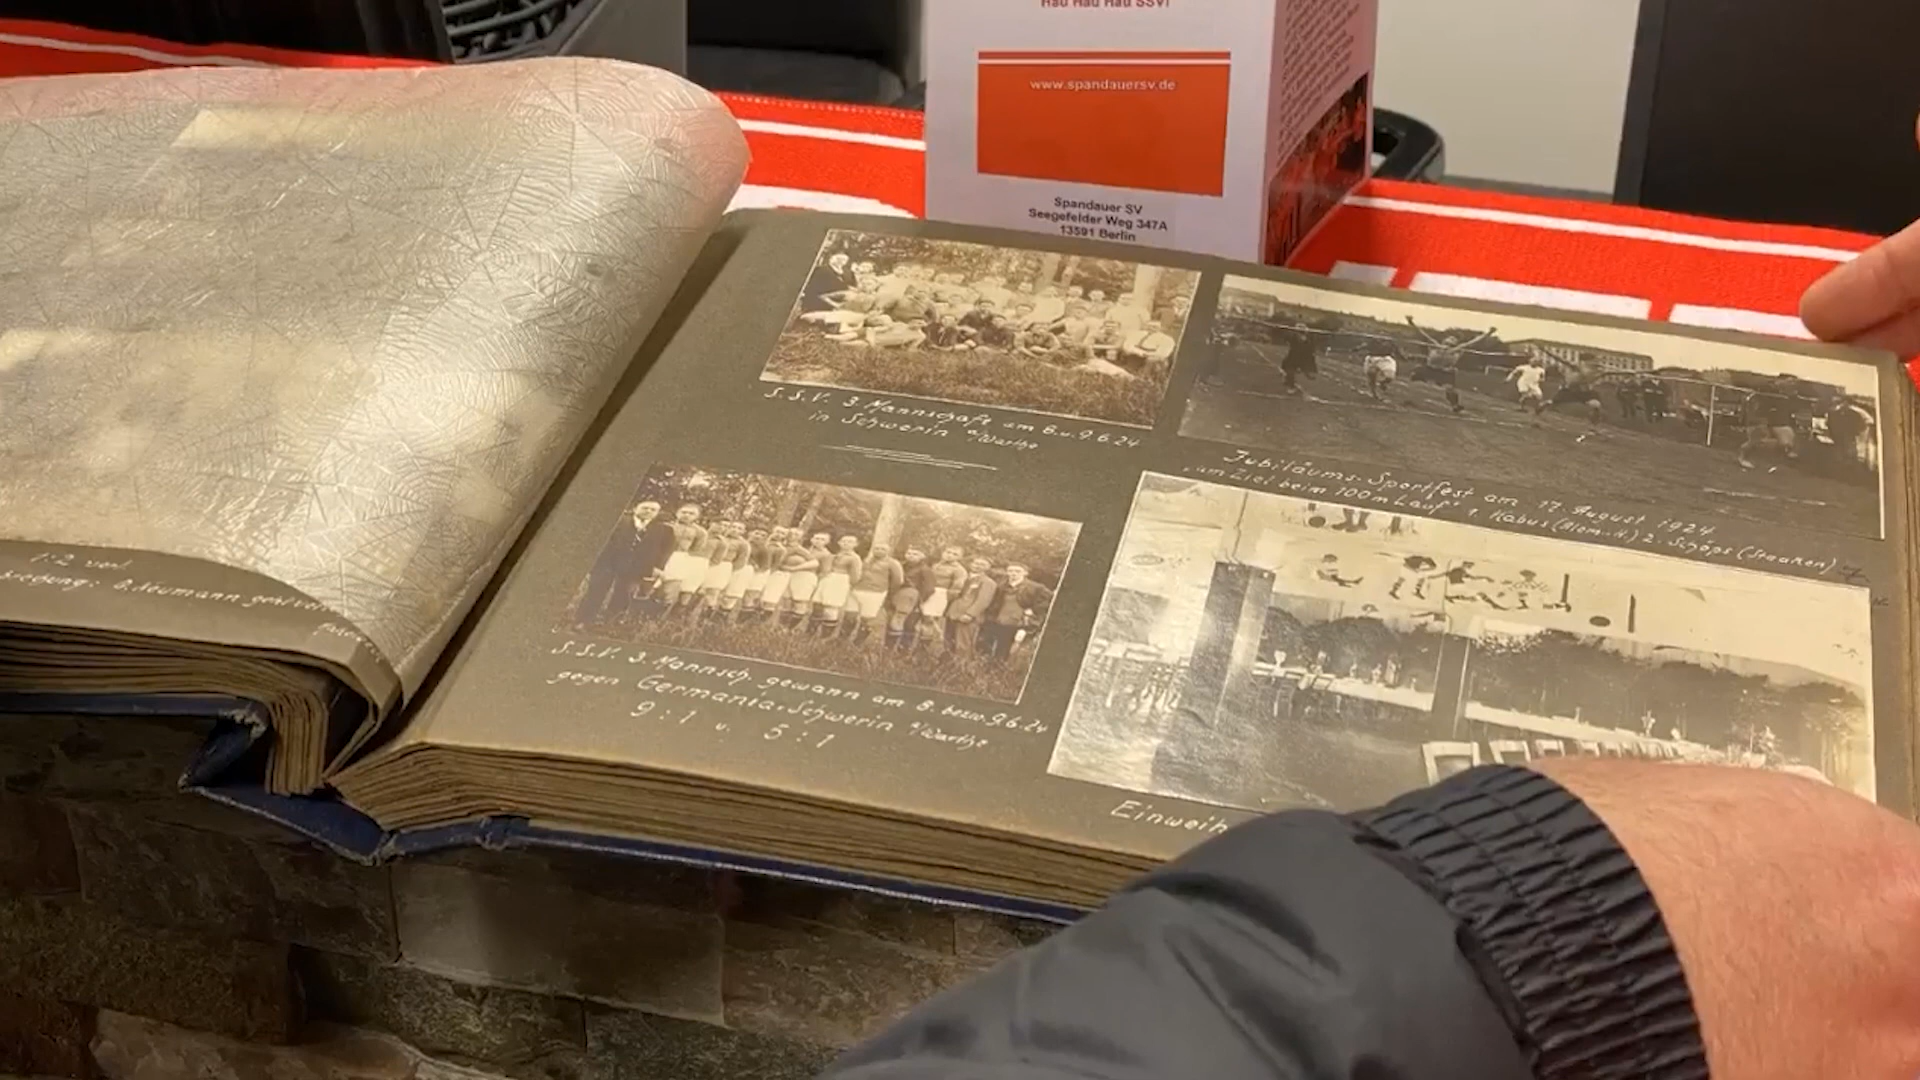 Hau Hau Hau SSV!
www.spandauersv.de
Spandauer SV
Seegefelder Weg 347A
13591 Berlin
S.S.V. 3. Mannschaft am 8.u.9.6.24
in Schwerin a/Warthe
Jubiläums-Sportfest am 17. August 1924
"am Ziel beim 100m Lauf" 1. Kabus (Alem.) 2. Schöps (Staaken)
S.S.V. 3. Mannsch. gewann am 8. bezw. 9.6.24
gegen Germania-Schwerin a/Warthe
9:1 u. 5:1
Einweih
1:2 verl
B. Neumann geht